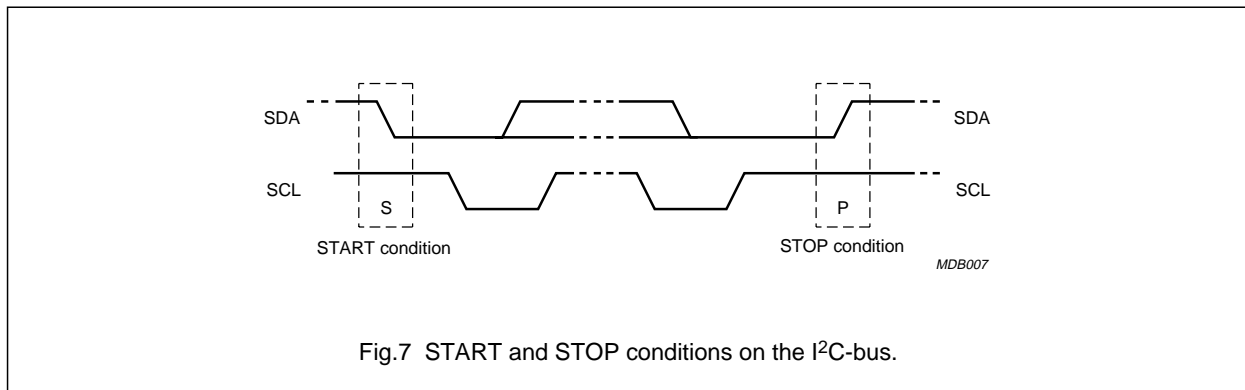 SDA
SDA
SCL
SCL
S
P
START condition
STOP condition
MDB007
Fig.7 START and STOP conditions on the I²C-bus.